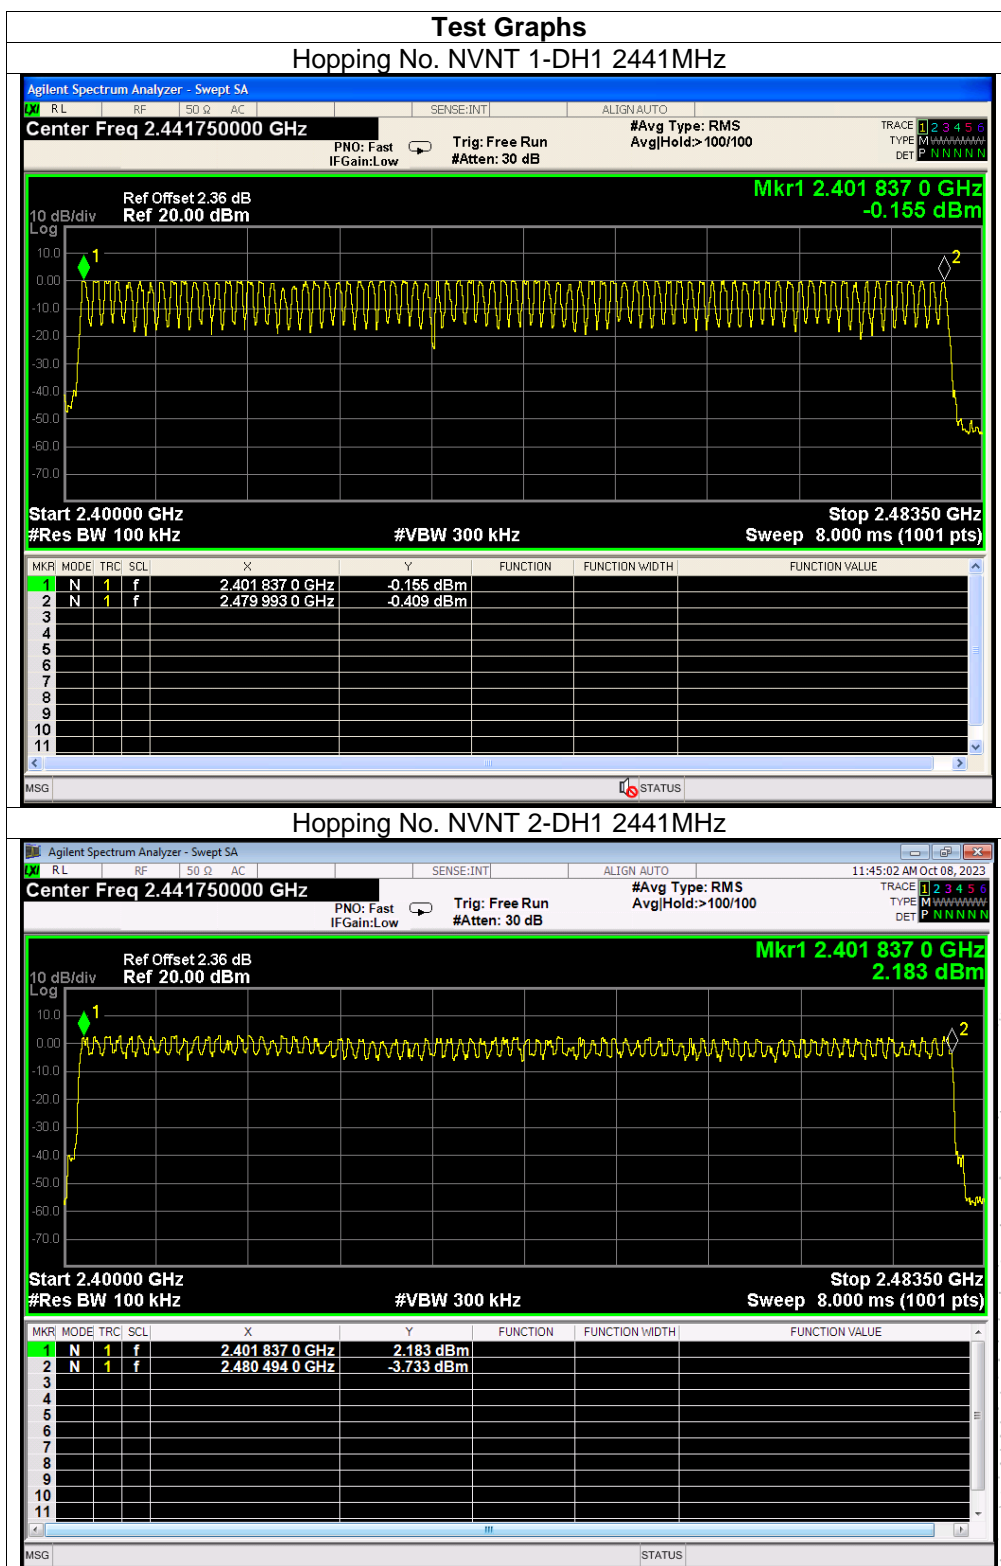 Test Graphs
Hopping No. NVNT 1-DH1 2441MHz
Agilent Spectrum Analyzer - Swept SA
LXI RL RF 50 Ω AC SENSE:INT ALIGN AUTO
Center Freq 2.441750000 GHz
#Avg Type: RMS
TRACE 1 2 3 4 5 6
PNO: Fast Trig: Free Run Avg|Hold:>100/100
TYPE M WWWWW
IFGain:Low #Atten: 30 dB
DET P N N N N N
Mkr1 2.401 837 0 GHz
Ref Offset 2.36 dB
-0.155 dBm
10 dB/div Ref 20.00 dBm
Log
1
2
10.0
0.00
-10.0
-20.0
-30.0
-40.0
-50.0
-60.0
-70.0
Start 2.40000 GHz Stop 2.48350 GHz
#Res BW 100 kHz #VBW 300 kHz Sweep 8.000 ms (1001 pts)
MKR MODE TRC SCL X Y FUNCTION FUNCTION WIDTH FUNCTION VALUE
1 N 1 f 2.401 837 0 GHz -0.155 dBm
2 N 1 f 2.479 993 0 GHz -0.409 dBm
3
4
5
6
7
8
9
10
11
MSG STATUS
Hopping No. NVNT 2-DH1 2441MHz
Agilent Spectrum Analyzer - Swept SA
LXI RL RF 50 Ω AC SENSE:INT ALIGN AUTO 11:45:02 AM Oct 08, 2023
Center Freq 2.441750000 GHz
#Avg Type: RMS
TRACE 1 2 3 4 5 6
PNO: Fast Trig: Free Run Avg|Hold:>100/100
TYPE M WWWWW
IFGain:Low #Atten: 30 dB
DET P N N N N N
Mkr1 2.401 837 0 GHz
Ref Offset 2.36 dB
2.183 dBm
10 dB/div Ref 20.00 dBm
Log
1
2
10.0
0.00
-10.0
-20.0
-30.0
-40.0
-50.0
-60.0
-70.0
Start 2.40000 GHz Stop 2.48350 GHz
#Res BW 100 kHz #VBW 300 kHz Sweep 8.000 ms (1001 pts)
MKR MODE TRC SCL X Y FUNCTION FUNCTION WIDTH FUNCTION VALUE
1 N 1 f 2.401 837 0 GHz 2.183 dBm
2 N 1 f 2.480 494 0 GHz -3.733 dBm
3
4
5
6
7
8
9
10
11
MSG STATUS